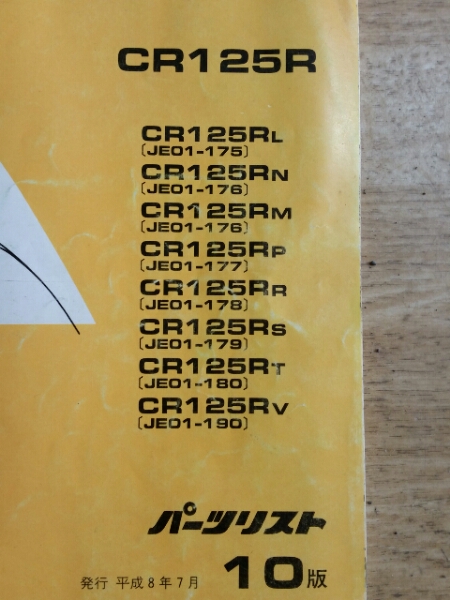 CR125R
CR125RL
(JE01-175)
CR125RN
(JE01-176)
CR125RM
(JE01-176)
CR125RP
(JE01-177)
CR125RR
(JE01-178)
CR125RS
(JE01-179)
CR125RT
(JE01-180)
CR125RV
(JE01-190)
パーツリスト
発行 平成8年7月 10版